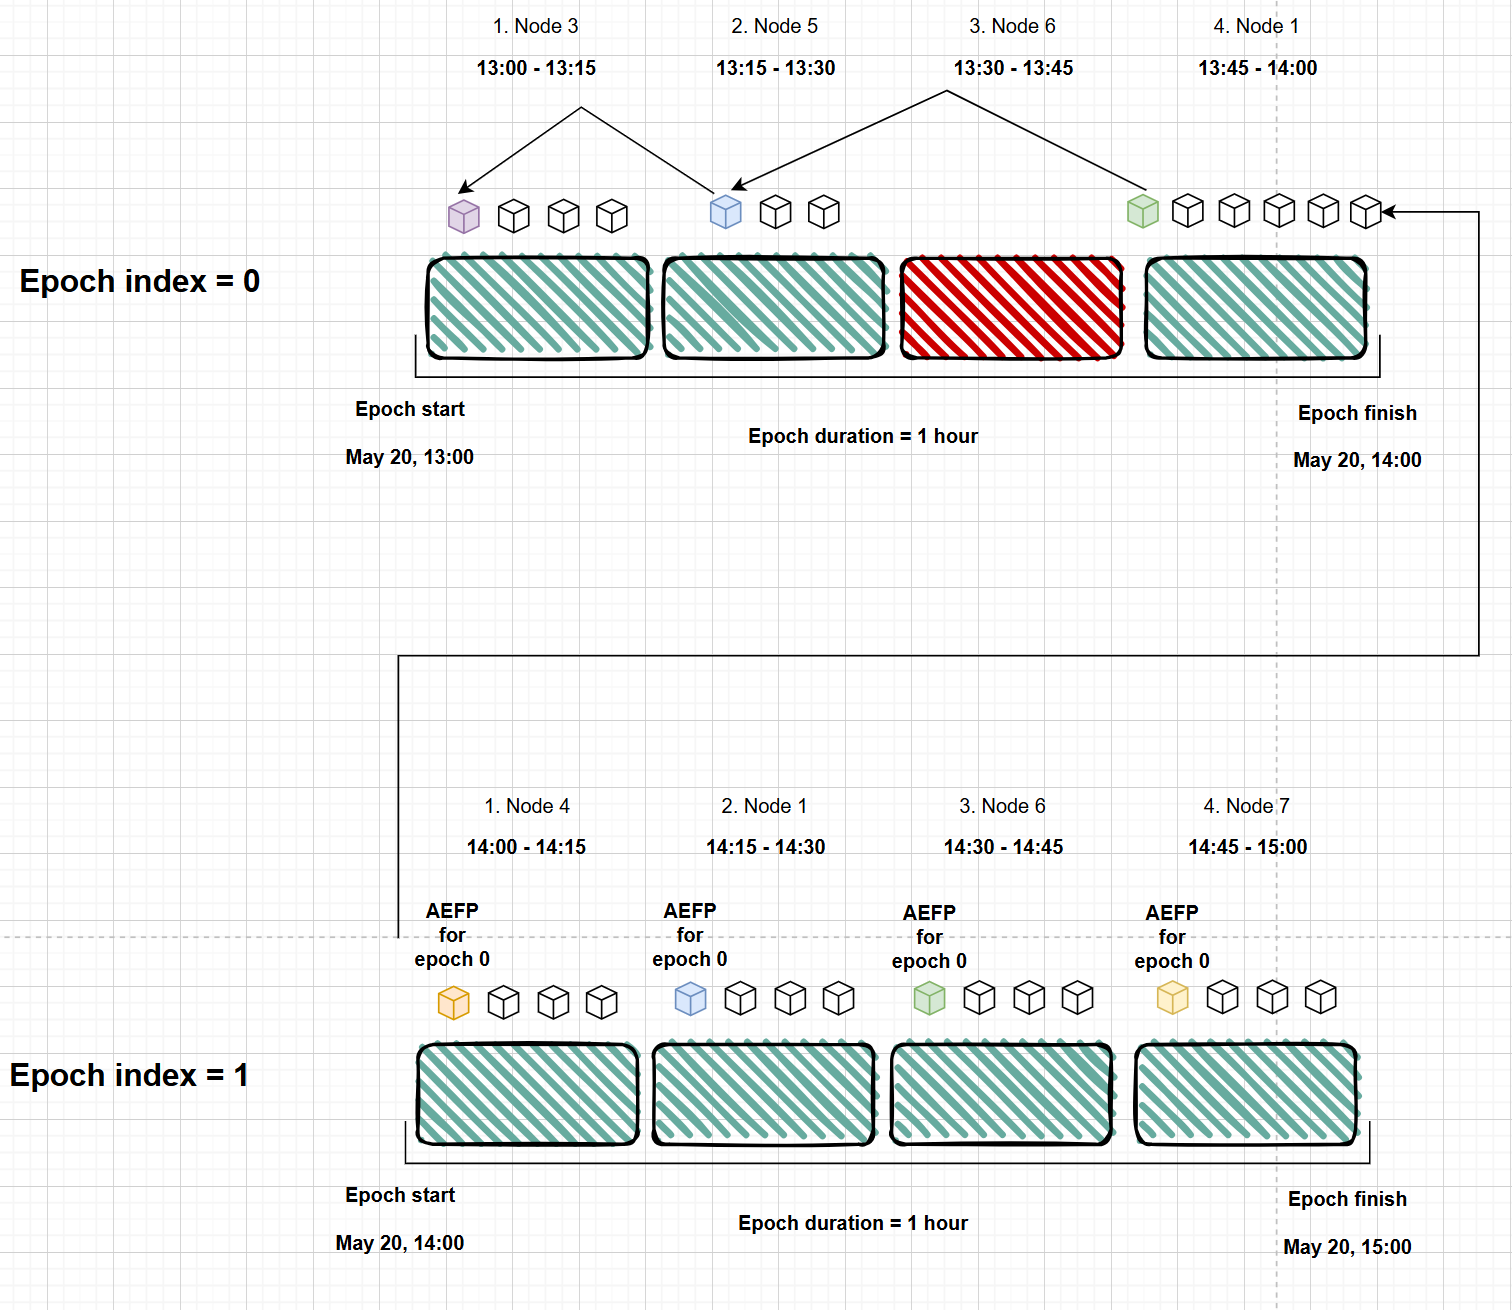 1. Node 3
2. Node 5
3. Node 6
4. Node 1
13:00 - 13:15
13:15 - 13:30
13:30 - 13:45
13:45 - 14:00
Epoch index = 0
Epoch start
May 20, 13:00
Epoch duration = 1 hour
Epoch finish
May 20, 14:00
1. Node 4
2. Node 1
3. Node 6
4. Node 7
14:00 - 14:15
14:15 - 14:30
14:30 - 14:45
14:45 - 15:00
AEFP
for
epoch 0
AEFP
for
epoch 0
AEFP
for
epoch 0
AEFP
for
epoch 0
Epoch index = 1
Epoch start
May 20, 14:00
Epoch duration = 1 hour
Epoch finish
May 20, 15:00